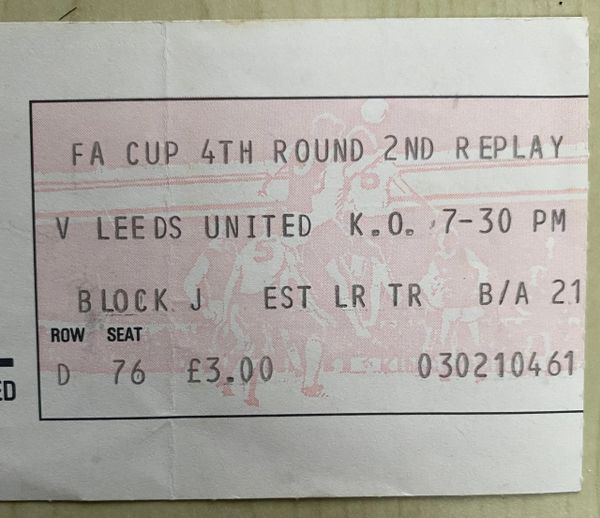 FA CUP 4TH ROUND 2ND REPLAY
V LEEDS UNITED K.O. 7-30 PM
BLOCK J EST LR TR B/A 21
ROW SEAT
D 76 £3.00 030210461
ED